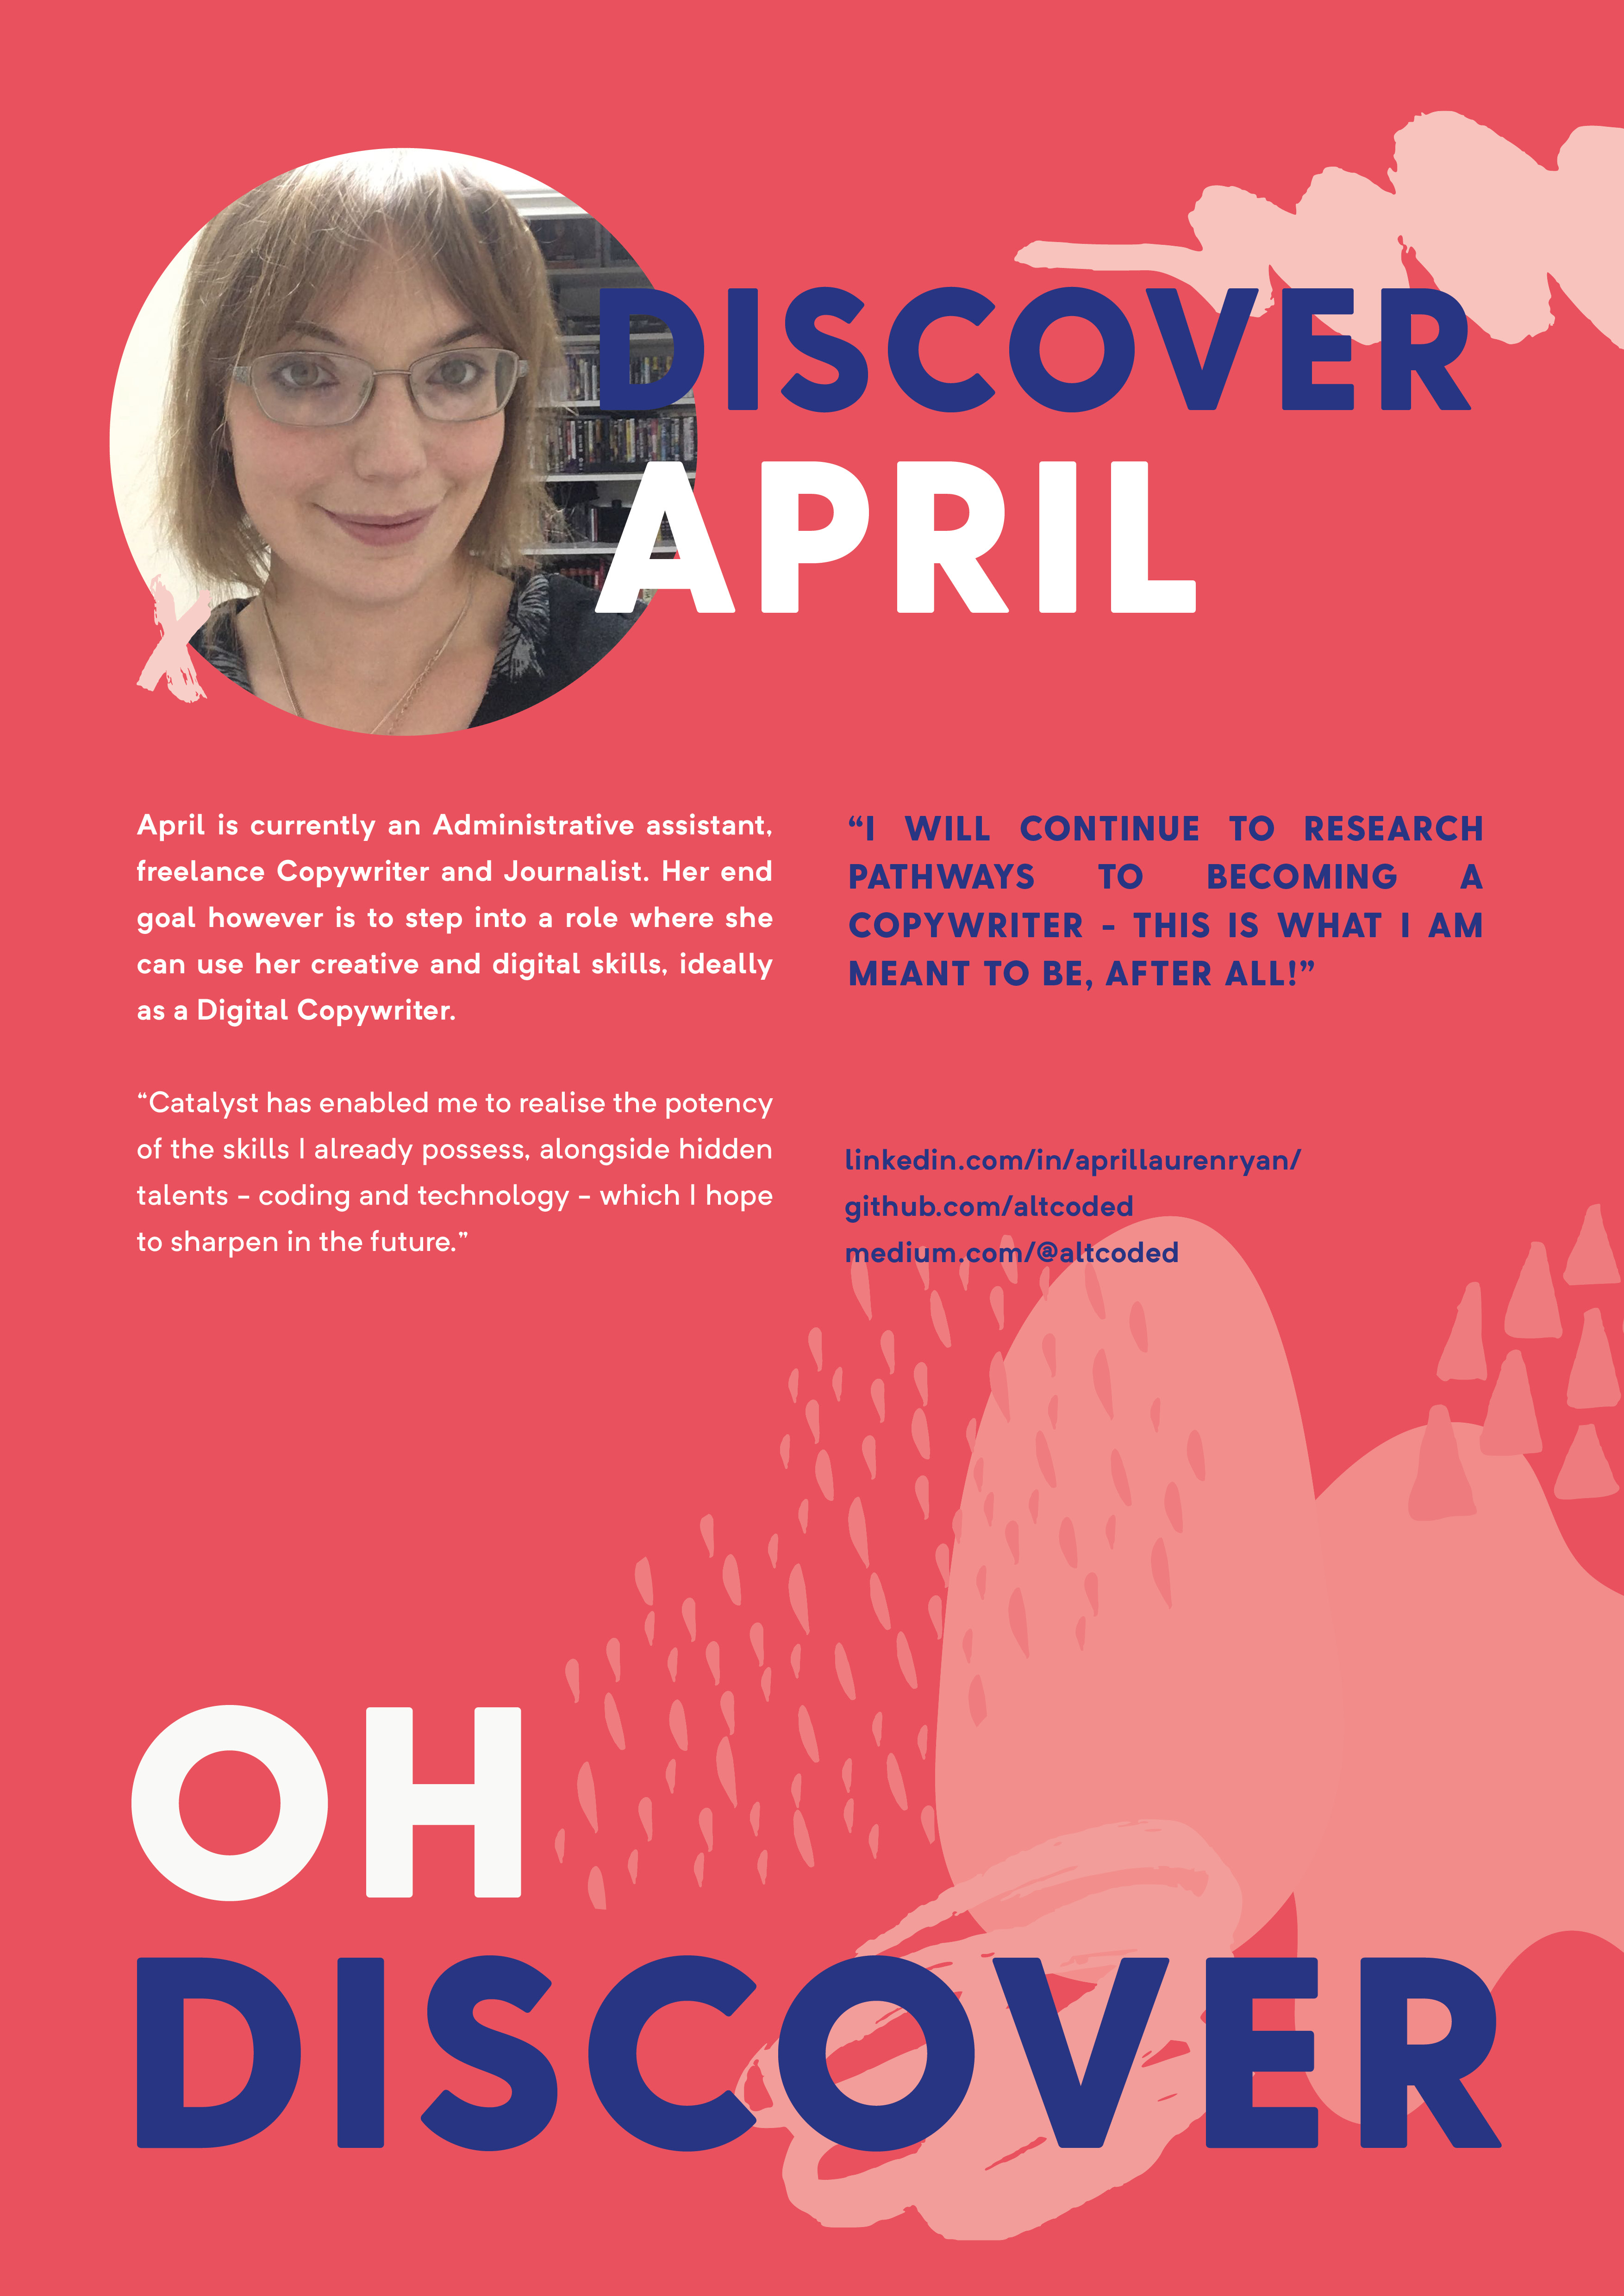 DISCOVER
APRIL
April is currently an Administrative assistant,
freelance Copywriter and Journalist. Her end
goal however is to step into a role where she
can use her creative and digital skills, ideally
as a Digital Copywriter.
“Catalyst has enabled me to realise the potency
of the skills I already possess, alongside hidden
talents – coding and technology – which I hope
to sharpen in the future.”
“I WILL CONTINUE TO RESEARCH
PATHWAYS TO BECOMING A
COPYWRITER - THIS IS WHAT I AM
MEANT TO BE, AFTER ALL!”
linkedin.com/in/aprillaurenryan/
github.com/altcoded
medium.com/@altcoded
OH
DISCOVER